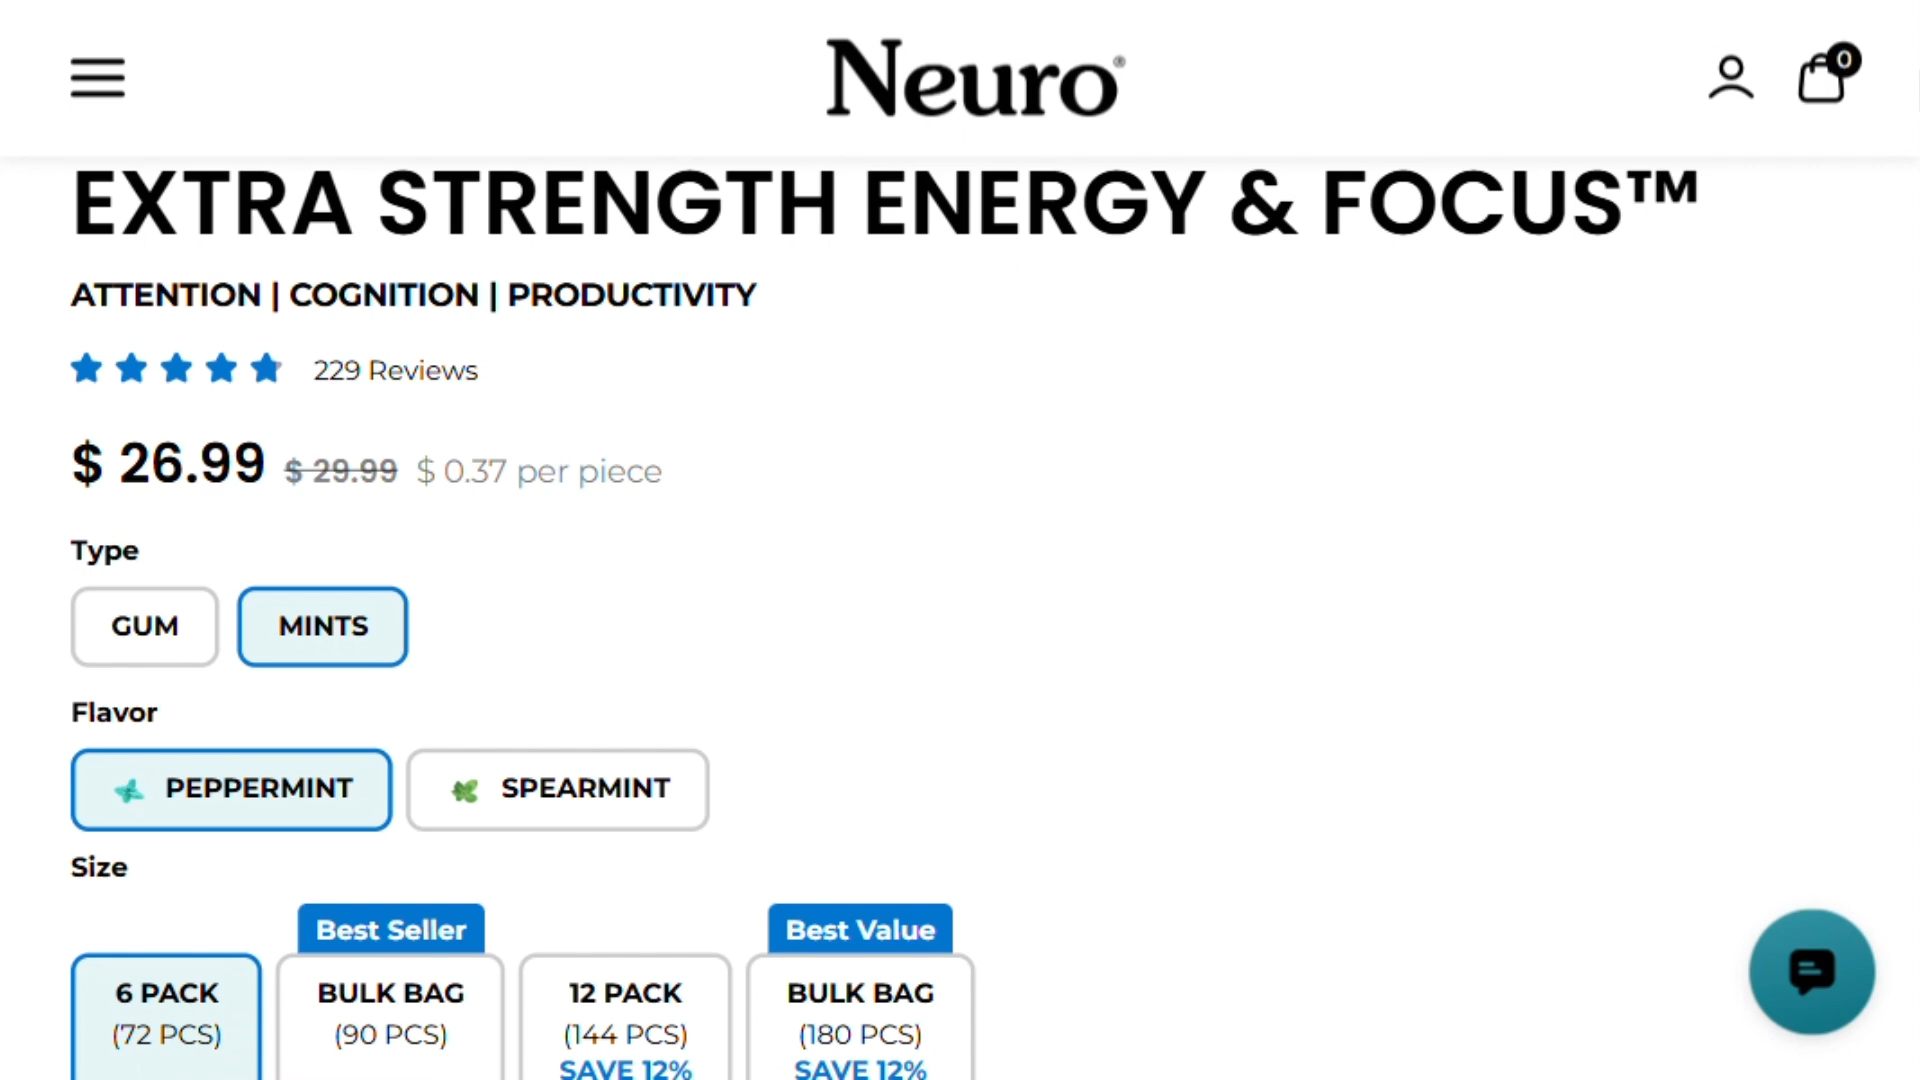 Neuro®
0
EXTRA STRENGTH ENERGY & FOCUS™
ATTENTION | COGNITION | PRODUCTIVITY
229 Reviews
$ 26.99 $ 29.99 $ 0.37 per piece
Type
GUM MINTS
Flavor
PEPPERMINT SPEARMINT
Size
Best Seller Best Value
6 PACK BULK BAG 12 PACK BULK BAG
(72 PCS) (90 PCS) (144 PCS) (180 PCS)
SAVE 12% SAVE 12%